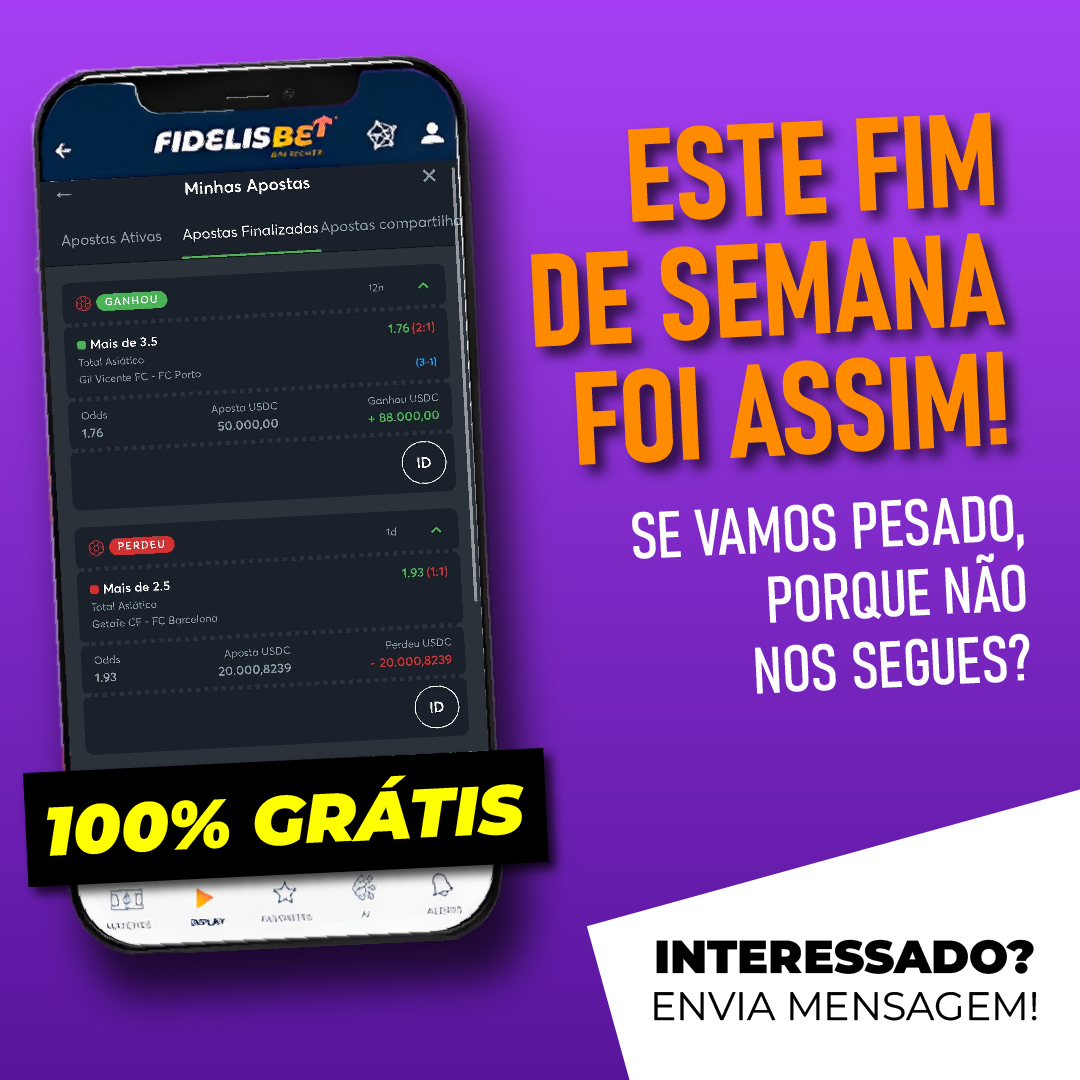 FIDELISBET
Minhas Apostas
Apostas Ativas
Apostas Finalizadas
Apostas compartilha
GANHOU
12h
Mais de 3.5
1.76 (2:1)
Total Asiático
(3-1)
Gil Vicente FC - FC Porto
Odds
Aposta USDC
Ganhou USDC
1.76
50.000,00
+ 88.000,00
ID
PERDEU
1d
Mais de 2.5
1.93 (1:1)
Total Asiático
Getafe CF - FC Barcelona
Odds
Aposta USDC
Perdeu USDC
1.93
20.000,8239
- 20.000,8239
ID
100% GRÁTIS
MATCHES
DISPLAY
FAVORITES
AI
ALERTS
ESTE FIM
DE SEMANA
FOI ASSIM!
SE VAMOS PESADO,
PORQUE NÃO
NOS SEGUES?
INTERESSADO?
ENVIA MENSAGEM!